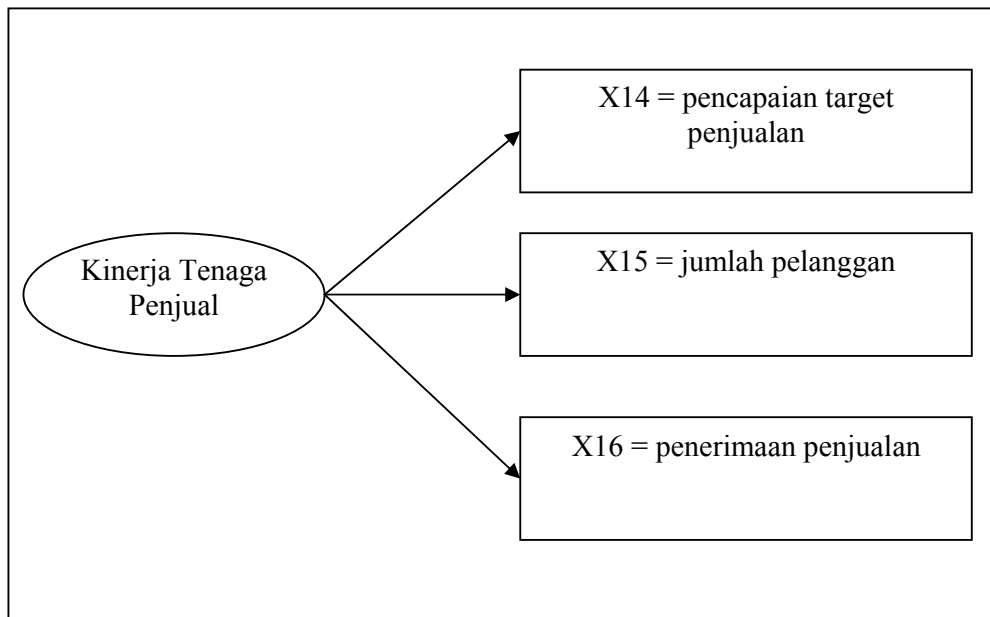 X14 = pencapaian target
penjualan
Kinerja Tenaga
Penjual
X15 = jumlah pelanggan
X16 = penerimaan penjualan